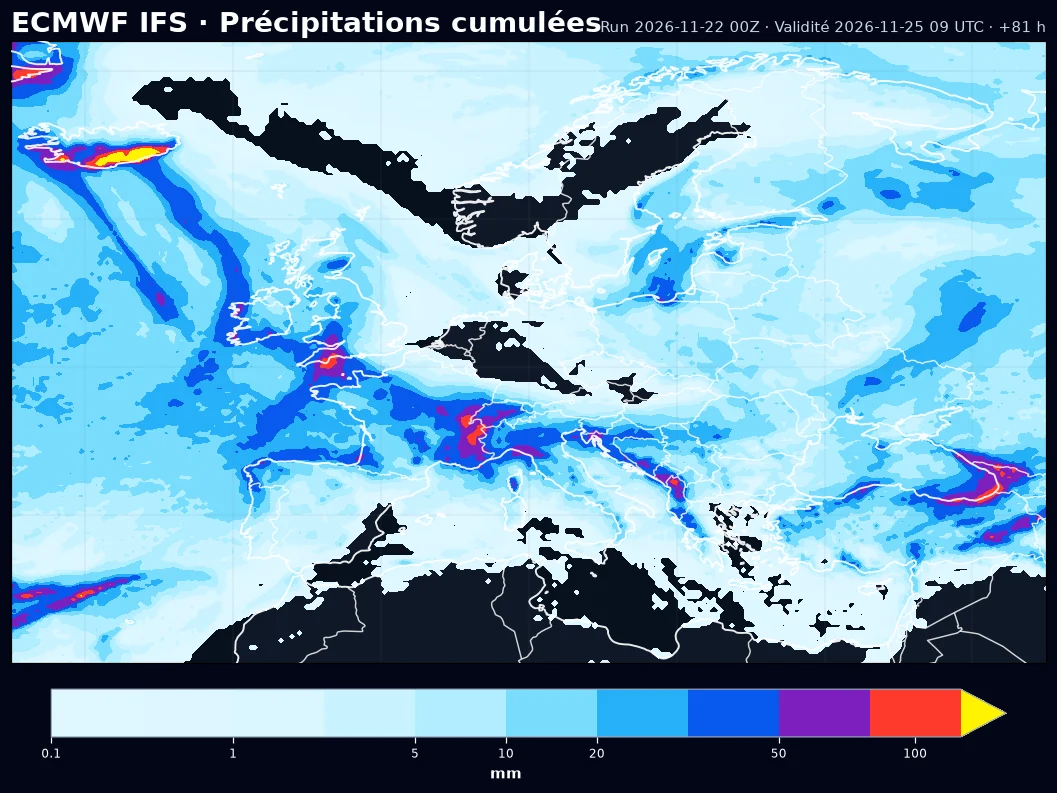 ECMWF IFS · Précipitations cumulées
Run 2026-11-22 00Z · Validité 2026-11-25 09 UTC · +81 h
0.1 1 5 10 20 50 100
mm